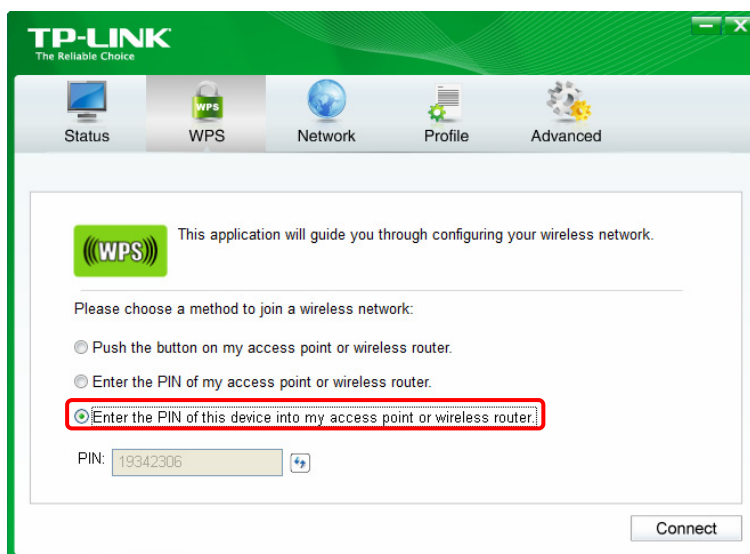 TP-LINK
The Reliable Choice
Status WPS Network Profile Advanced
WPS
This application will guide you through configuring your wireless network.
(((WPS)))
Please choose a method to join a wireless network:
Push the button on my access point or wireless router.
Enter the PIN of my access point or wireless router.
Enter the PIN of this device into my access point or wireless router.
PIN: 19342306
Connect